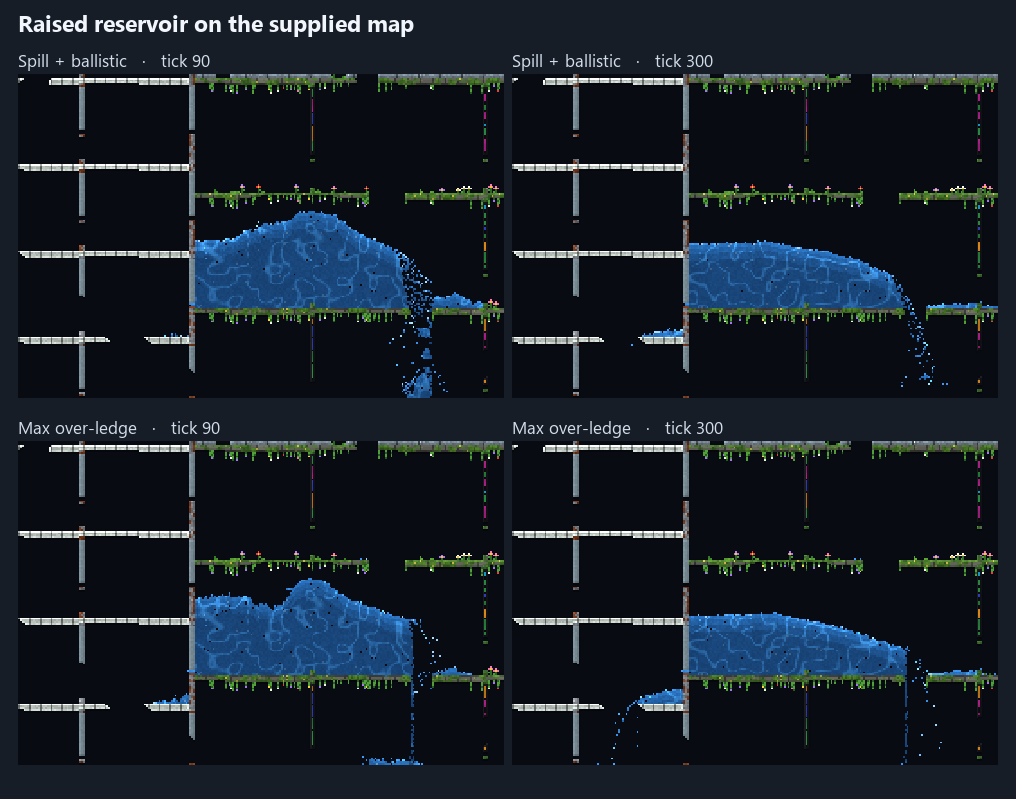 Raised reservoir on the supplied map
Spill + ballistic · tick 90
Spill + ballistic · tick 300
Max over-ledge · tick 90
Max over-ledge · tick 300